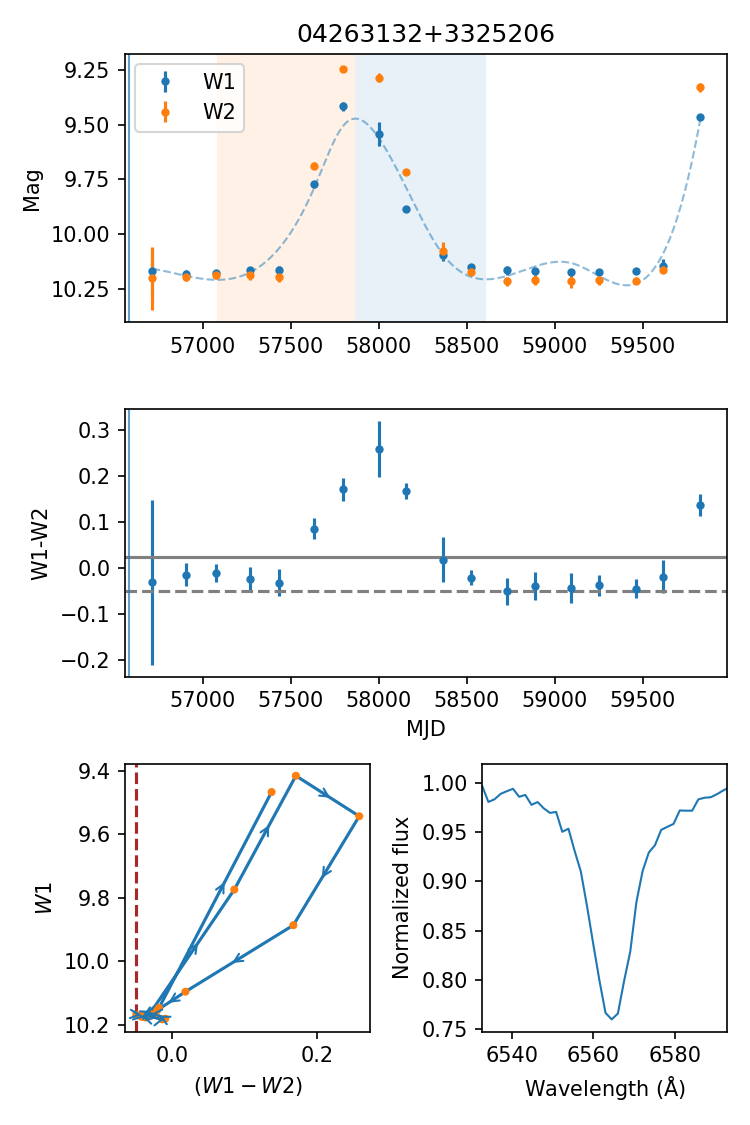 04263132+3325206
W1
W2
Mag
9.25
9.50
9.75
10.00
10.25
57000 57500 58000 58500 59000 59500
W1-W2
0.3
0.2
0.1
0.0
−0.1
−0.2
57000 57500 58000 58500 59000 59500
MJD
W1
9.4
9.6
9.8
10.0
10.2
0.0 0.2
(W1 − W2)
Normalized flux
1.00
0.95
0.90
0.85
0.80
0.75
6540 6560 6580
Wavelength (Å)